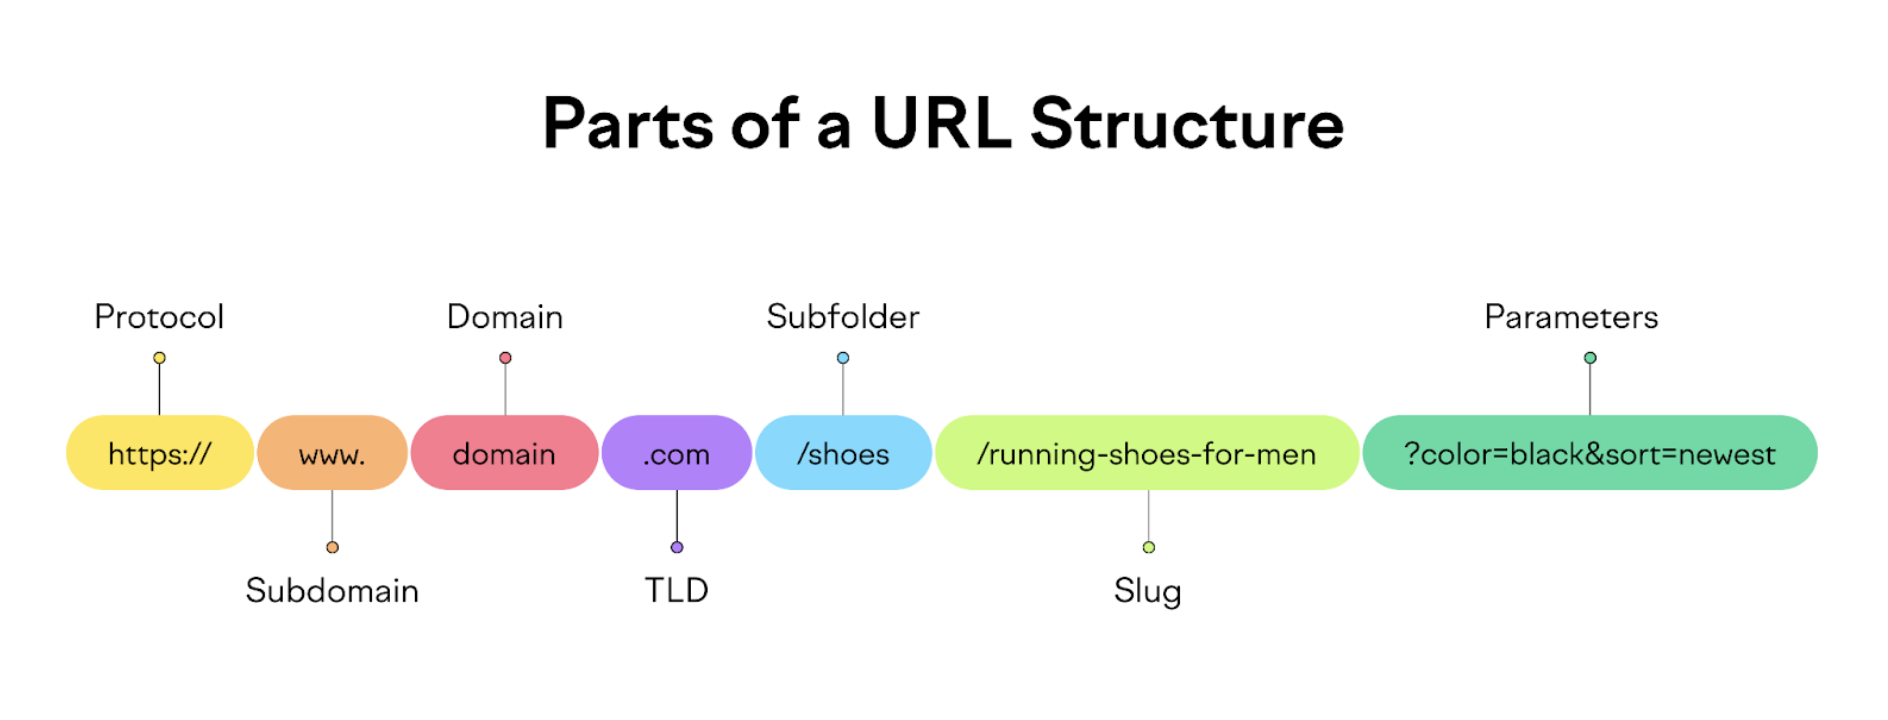 Parts of a URL Structure
Protocol Domain Subfolder Parameters
https:// www. domain .com /shoes /running-shoes-for-men ?color=black&sort=newest
Subdomain TLD Slug